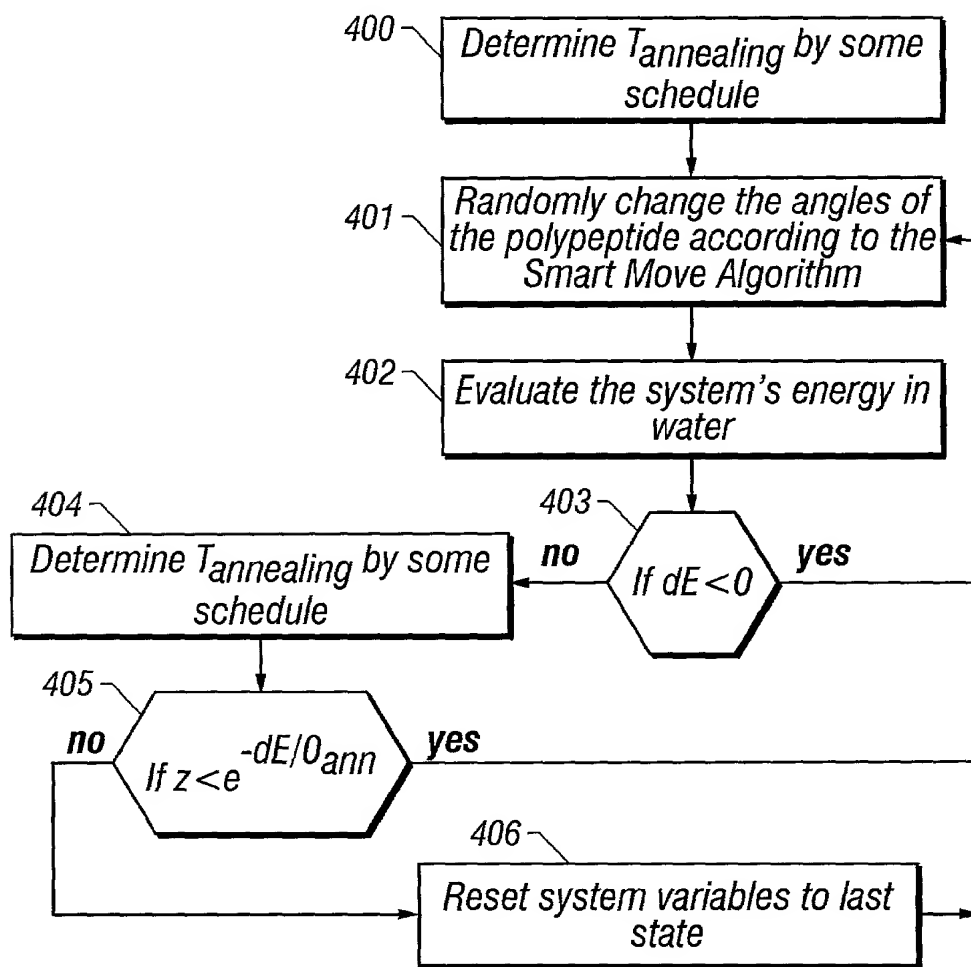 400
Determine Tannealing by some
schedule
401
Randomly change the angles of
the polypeptide according to the
Smart Move Algorithm
402
Evaluate the system's energy in
water
403
If dE<0
no
yes
404
Determine Tannealing by some
schedule
405
If z<e-dE/0ann
no
yes
406
Reset system variables to last
state